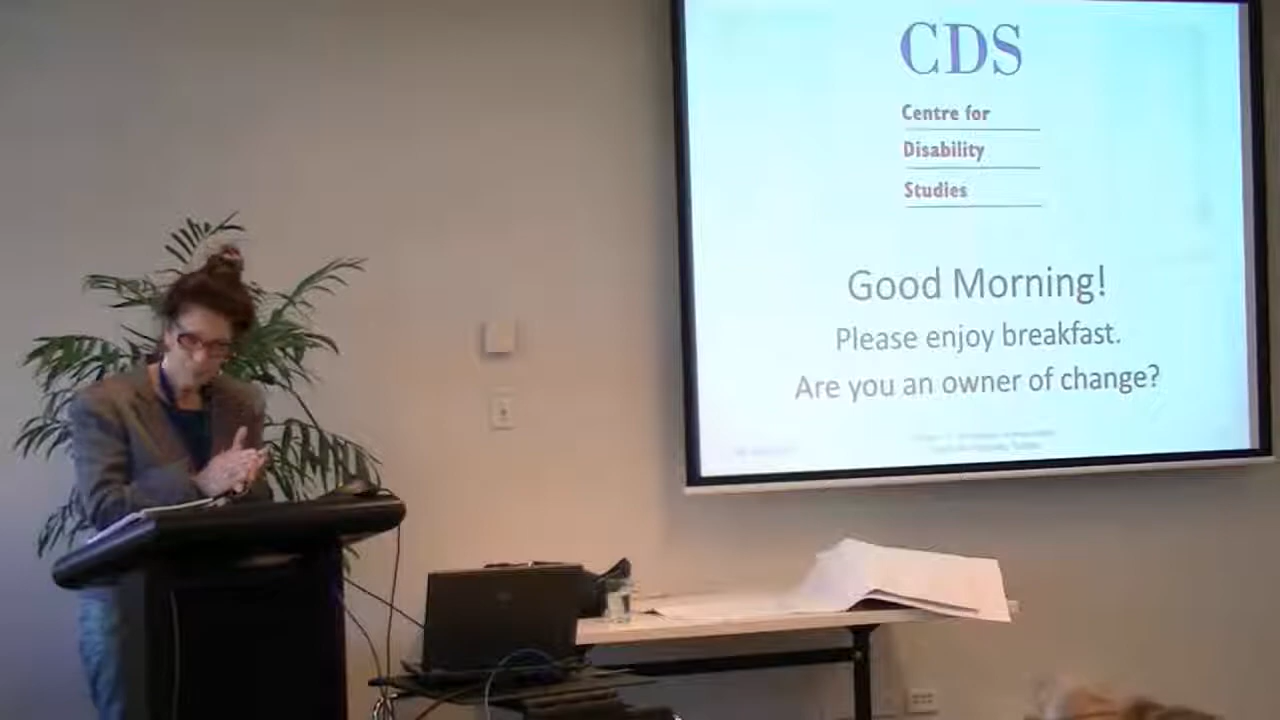 CDS
Centre for
Disability
Studies
Good Morning!
Please enjoy breakfast.
Are you an owner of change?